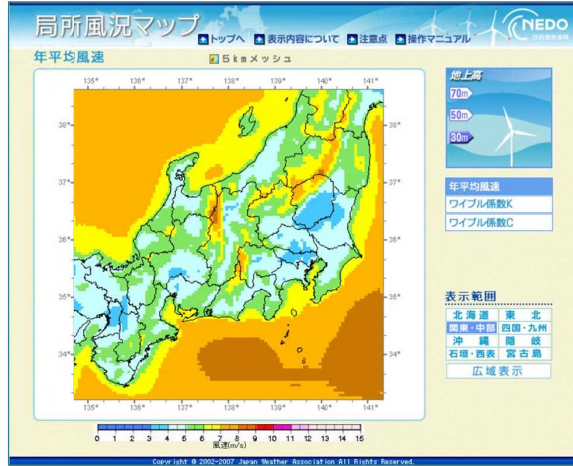 局所風況マップ
トップへ 表示内容について 注意点 操作マニュアル
NEDO
年平均風速
5kmメッシュ
135° 136° 137° 138° 139° 140° 141°
38°
37°
36°
35°
34°
135° 136° 137° 138° 139° 140° 141°
0 1 2 3 4 5 6 7 8 9 10 11 12 13 14 15
風速(m/s)
地上高
70m
50m
30m
年平均風速
ワイブル係数K
ワイブル係数C
表示範囲
北海道 東北
関東・中部 四国・九州
沖縄 隠岐
石垣・西表 宮古島
広域表示
Copyright © 2002-2007 Japan Weather Association All Rights Reserved.